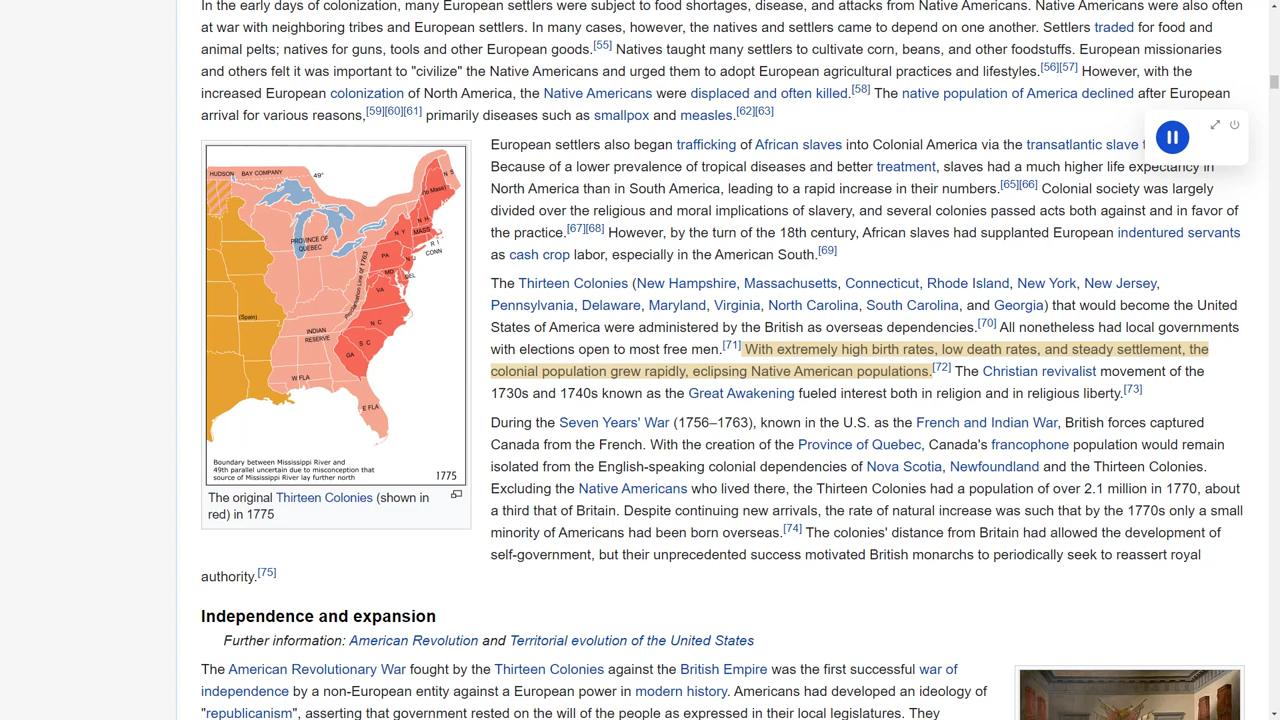 In the early days of colonization, many European settlers were subject to food shortages, disease, and attacks from Native Americans. Native Americans were also often
at war with neighboring tribes and European settlers. In many cases, however, the natives and settlers came to depend on one another. Settlers traded for food and
animal pelts; natives for guns, tools and other European goods.[55] Natives taught many settlers to cultivate corn, beans, and other foodstuffs. European missionaries
and others felt it was important to "civilize" the Native Americans and urged them to adopt European agricultural practices and lifestyles.[56][57] However, with the
increased European colonization of North America, the Native Americans were displaced and often killed.[58] The native population of America declined after European
arrival for various reasons,[59][60][61] primarily diseases such as smallpox and measles.[62][63]
HUDSON BAY COMPANY
49°
N S
(to Mass)
PROVINCE OF
QUEBEC
N H
N Y
MASS
R I
CONN
PA
N J
MD
DEL
Proclamation Line of 1763
VA
(Spain)
INDIAN
RESERVE
N C
S C
GA
W FLA
E FLA
Boundary between Mississippi River and
49th parallel uncertain due to misconception that
source of Mississippi River lay further north
1775
The original Thirteen Colonies (shown in
red) in 1775
European settlers also began trafficking of African slaves into Colonial America via the transatlantic slave
Because of a lower prevalence of tropical diseases and better treatment, slaves had a much higher life expectancy in
North America than in South America, leading to a rapid increase in their numbers.[65][66] Colonial society was largely
divided over the religious and moral implications of slavery, and several colonies passed acts both against and in favor of
the practice.[67][68] However, by the turn of the 18th century, African slaves had supplanted European indentured servants
as cash crop labor, especially in the American South.[69]
The Thirteen Colonies (New Hampshire, Massachusetts, Connecticut, Rhode Island, New York, New Jersey,
Pennsylvania, Delaware, Maryland, Virginia, North Carolina, South Carolina, and Georgia) that would become the United
States of America were administered by the British as overseas dependencies.[70] All nonetheless had local governments
with elections open to most free men.[71] With extremely high birth rates, low death rates, and steady settlement, the
colonial population grew rapidly, eclipsing Native American populations.[72] The Christian revivalist movement of the
1730s and 1740s known as the Great Awakening fueled interest both in religion and in religious liberty.[73]
During the Seven Years' War (1756–1763), known in the U.S. as the French and Indian War, British forces captured
Canada from the French. With the creation of the Province of Quebec, Canada's francophone population would remain
isolated from the English-speaking colonial dependencies of Nova Scotia, Newfoundland and the Thirteen Colonies.
Excluding the Native Americans who lived there, the Thirteen Colonies had a population of over 2.1 million in 1770, about
a third that of Britain. Despite continuing new arrivals, the rate of natural increase was such that by the 1770s only a small
minority of Americans had been born overseas.[74] The colonies' distance from Britain had allowed the development of
self-government, but their unprecedented success motivated British monarchs to periodically seek to reassert royal
authority.[75]
Independence and expansion
Further information: American Revolution and Territorial evolution of the United States
The American Revolutionary War fought by the Thirteen Colonies against the British Empire was the first successful war of
independence by a non-European entity against a European power in modern history. Americans had developed an ideology of
"republicanism", asserting that government rested on the will of the people as expressed in their local legislatures. They